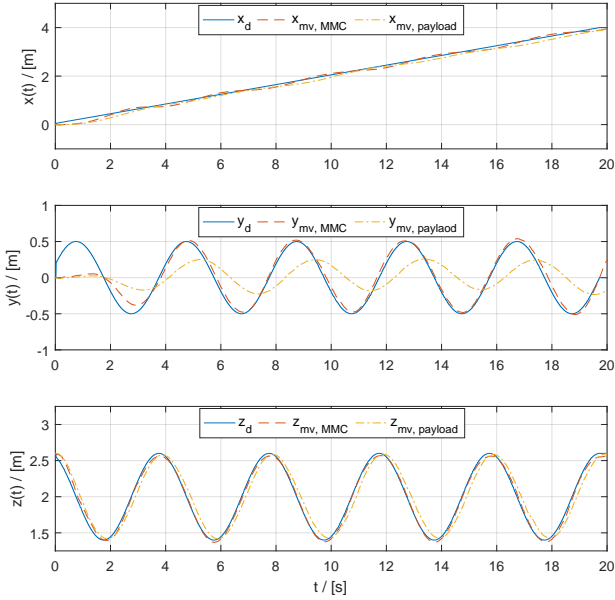 x_d x_mv, MMC x_mv, payload
4
2
0
x(t) / [m]
0 2 4 6 8 10 12 14 16 18 20
y_d y_mv, MMC y_mv, paylaod
1
0.5
0
-0.5
-1
y(t) / [m]
0 2 4 6 8 10 12 14 16 18 20
z_d z_mv, MMC z_mv, payload
3
2.5
2
1.5
z(t) / [m]
0 2 4 6 8 10 12 14 16 18 20
t / [s]